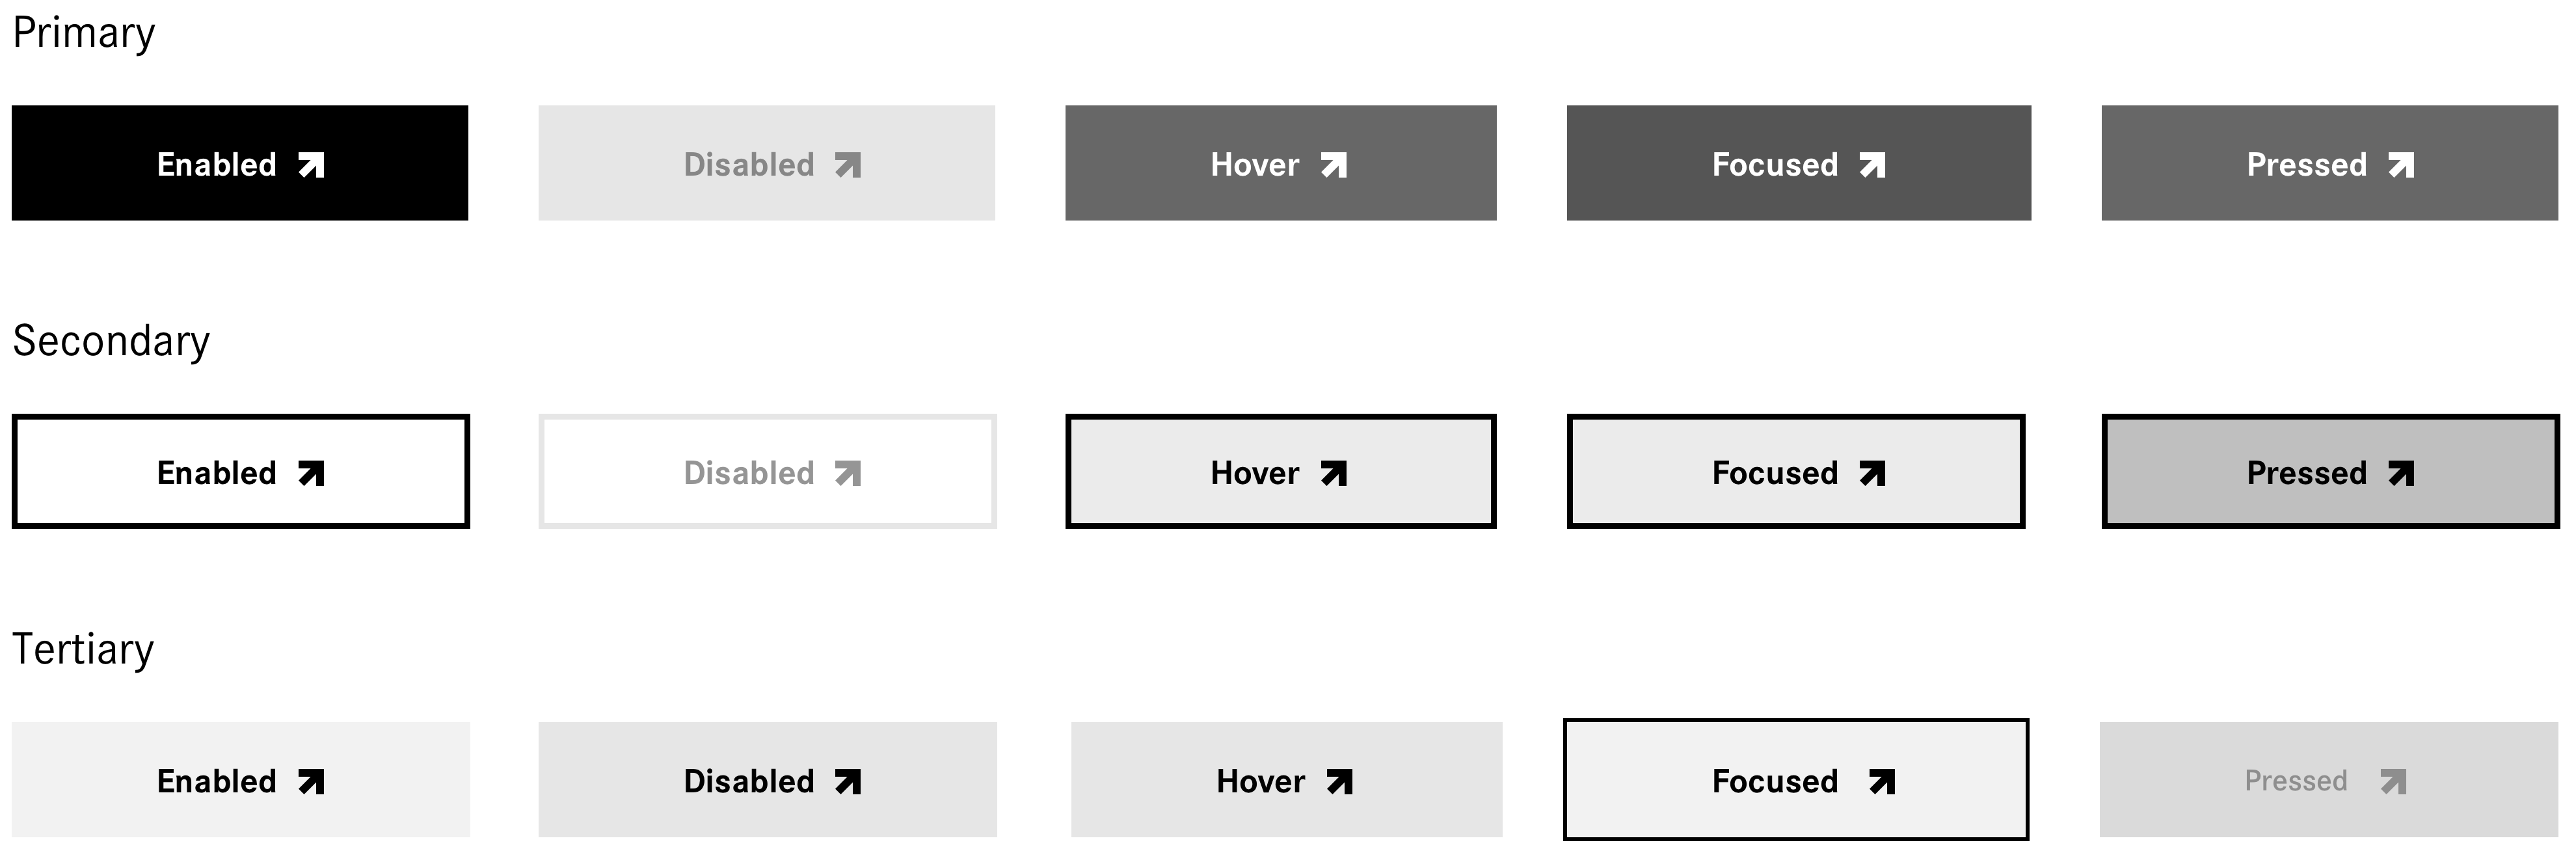 Primary
Enabled
Disabled
Hover
Focused
Pressed
Secondary
Enabled
Disabled
Hover
Focused
Pressed
Tertiary
Enabled
Disabled
Hover
Focused
Pressed